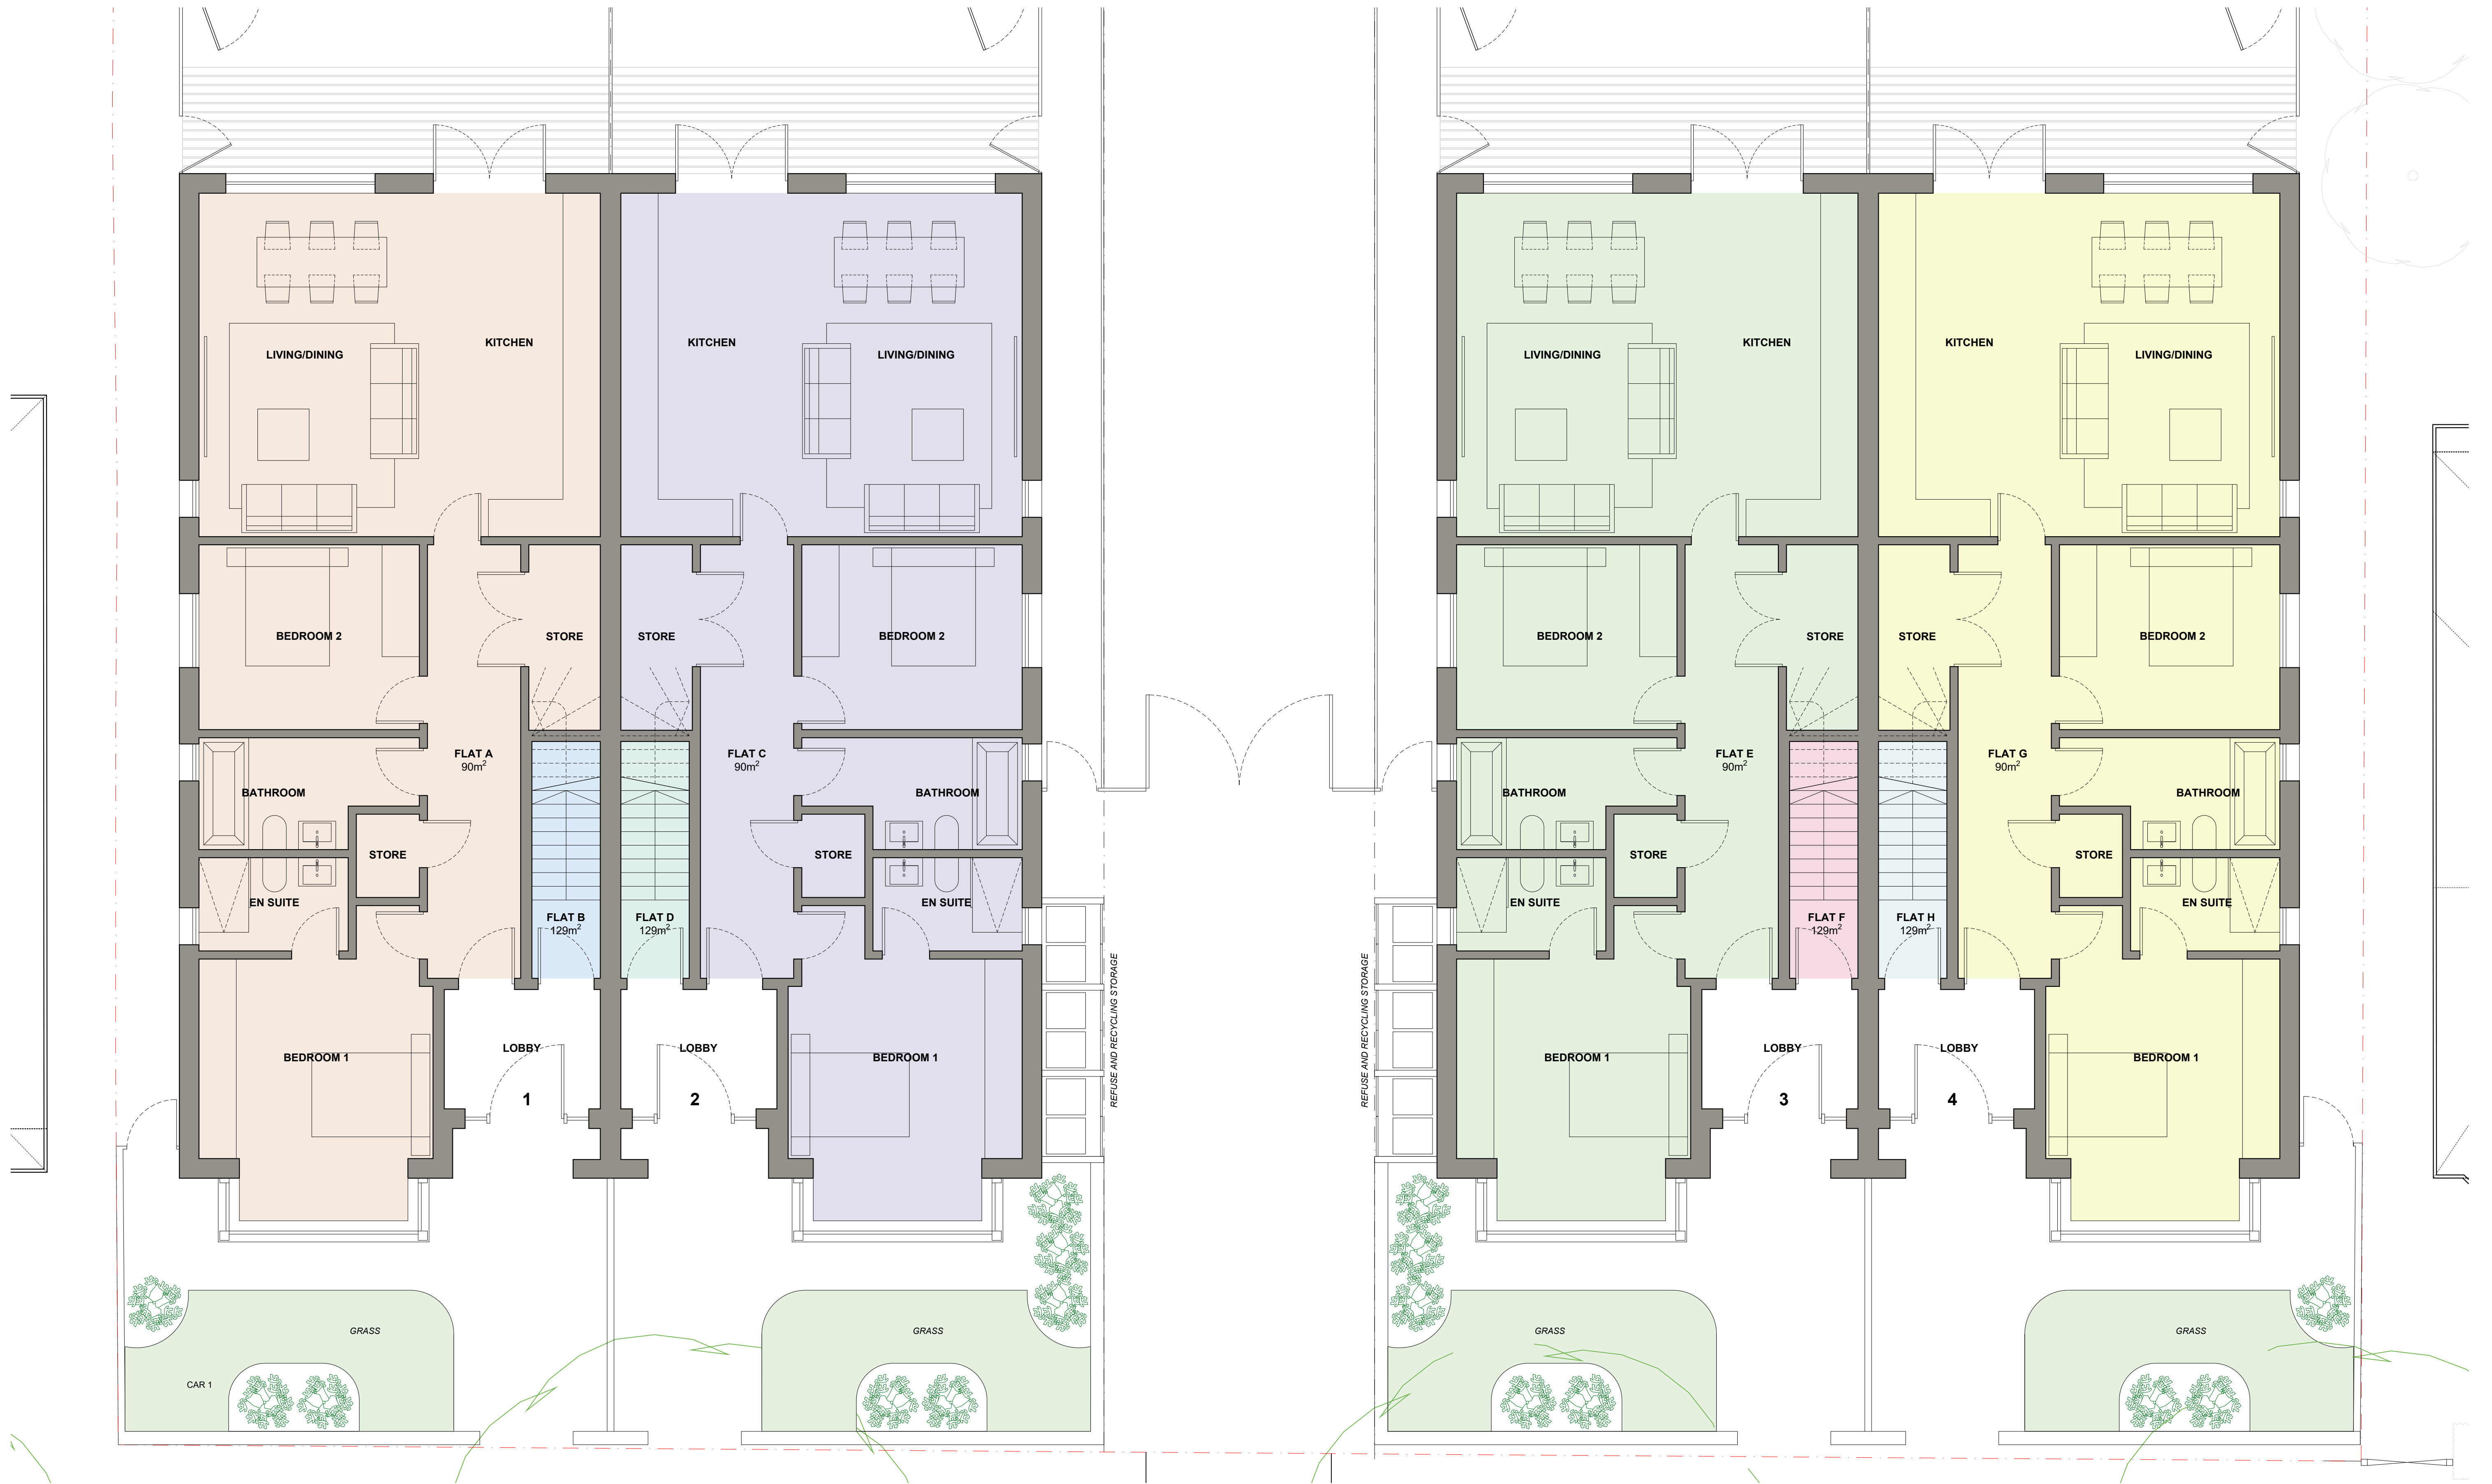 KITCHEN
KITCHEN
KITCHEN
KITCHEN
LIVING/DINING
LIVING/DINING
LIVING/DINING
LIVING/DINING
BEDROOM 2
STORE
STORE
BEDROOM 2
BEDROOM 2
STORE
STORE
BEDROOM 2
FLAT A
90m²
FLAT C
90m²
FLAT E
90m²
FLAT G
90m²
BATHROOM
BATHROOM
BATHROOM
BATHROOM
STORE
STORE
STORE
STORE
EN SUITE
EN SUITE
EN SUITE
EN SUITE
FLAT B
129m²
FLAT D
129m²
FLAT F
129m²
FLAT H
129m²
REFUSE AND RECYCLING STORAGE
REFUSE AND RECYCLING STORAGE
LOBBY
LOBBY
LOBBY
LOBBY
BEDROOM 1
BEDROOM 1
BEDROOM 1
BEDROOM 1
1
2
3
4
GRASS
GRASS
GRASS
GRASS
CAR 1